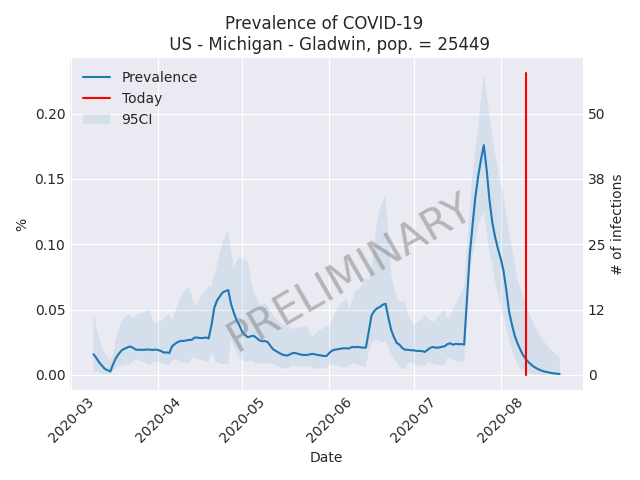 Prevalence of COVID-19
US - Michigan - Gladwin, pop. = 25449
Prevalence
Today
95CI
0.20
0.15
0.10
0.05
0.00
%
50
38
25
12
0
# of infections
PRELIMINARY
2020-03
2020-04
2020-05
2020-06
2020-07
2020-08
Date